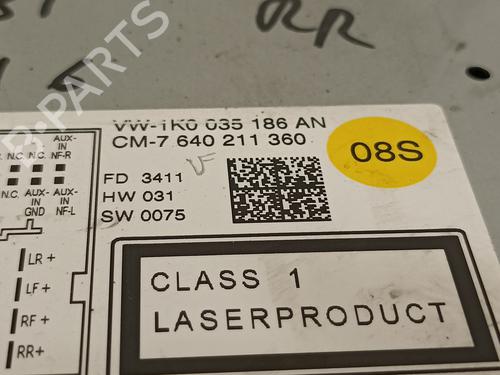 RR
VW-1K0 035 186 AN
CM-7 640 211 360
08S
FD 3411
HW 031
SW 0075
CLASS 1
LASERPRODUCT
AUX-
IN
N.C. N.C. NF-R
N.C. AUX- AUX-
IN IN
GND NF-L
LR +
LF +
RF +
RR+
B-PARTS